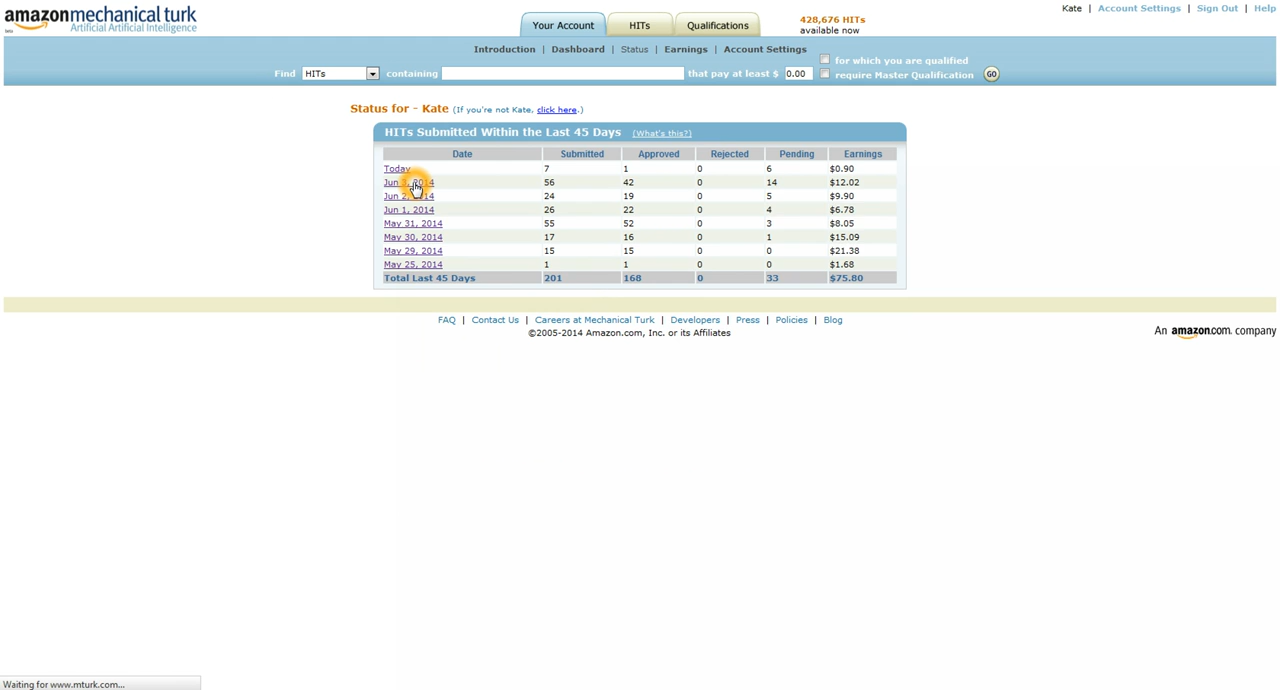 amazonmechanical turk
beta
Artificial Artificial Intelligence
Your Account
HITs
Qualifications
428,676 HITs
available now
Kate | Account Settings | Sign Out | Help
Introduction | Dashboard | Status | Earnings | Account Settings
Find HITs containing that pay at least $ 0.00
for which you are qualified
require Master Qualification
GO
Status for - Kate (If you're not Kate, click here.)
HITs Submitted Within the Last 45 Days (What's this?)
Date Submitted Approved Rejected Pending Earnings
Today 7 1 0 6 $0.90
Jun 3, 2014 56 42 0 14 $12.02
Jun 2, 2014 24 19 0 5 $9.90
Jun 1, 2014 26 22 0 4 $6.78
May 31, 2014 55 52 0 3 $8.05
May 30, 2014 17 16 0 1 $15.09
May 29, 2014 15 15 0 0 $21.38
May 25, 2014 1 1 0 0 $1.68
Total Last 45 Days 201 168 0 33 $75.80
FAQ | Contact Us | Careers at Mechanical Turk | Developers | Press | Policies | Blog
©2005-2014 Amazon.com, Inc. or its Affiliates
An amazon.com. company
Waiting for www.mturk.com...